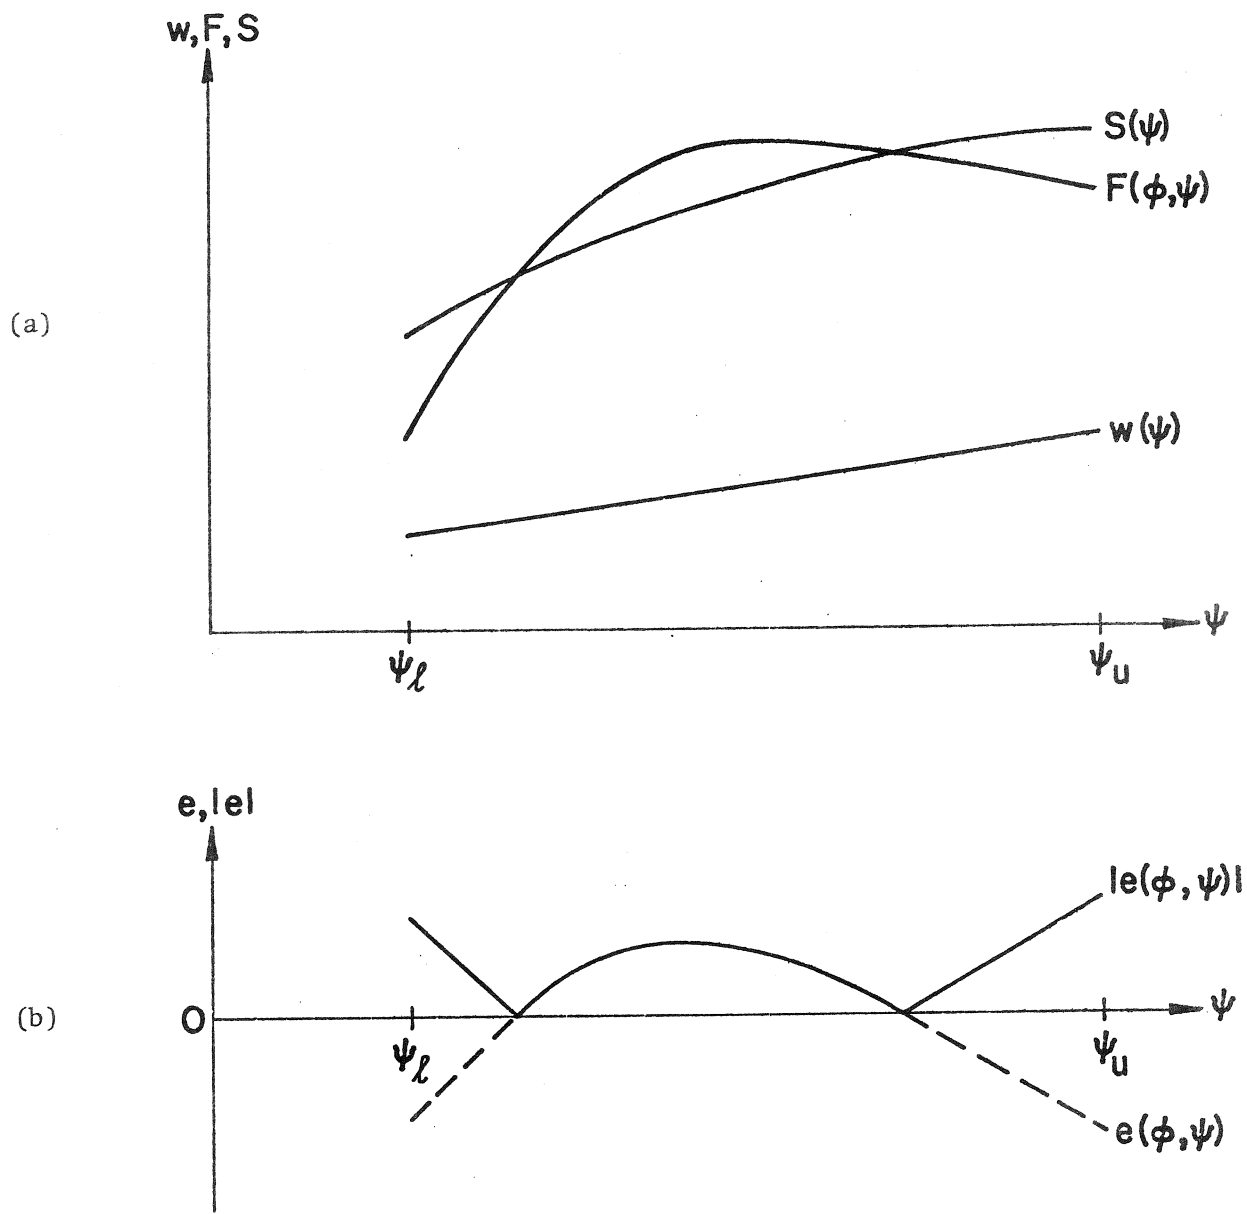 w, F, S
S(ψ)
F(ϕ,ψ)
(a)
w(ψ)
ψ
ψℓ
ψu
e, |e|
|e(ϕ,ψ)|
(b)
O
ψ
ψℓ
ψu
e(ϕ,ψ)